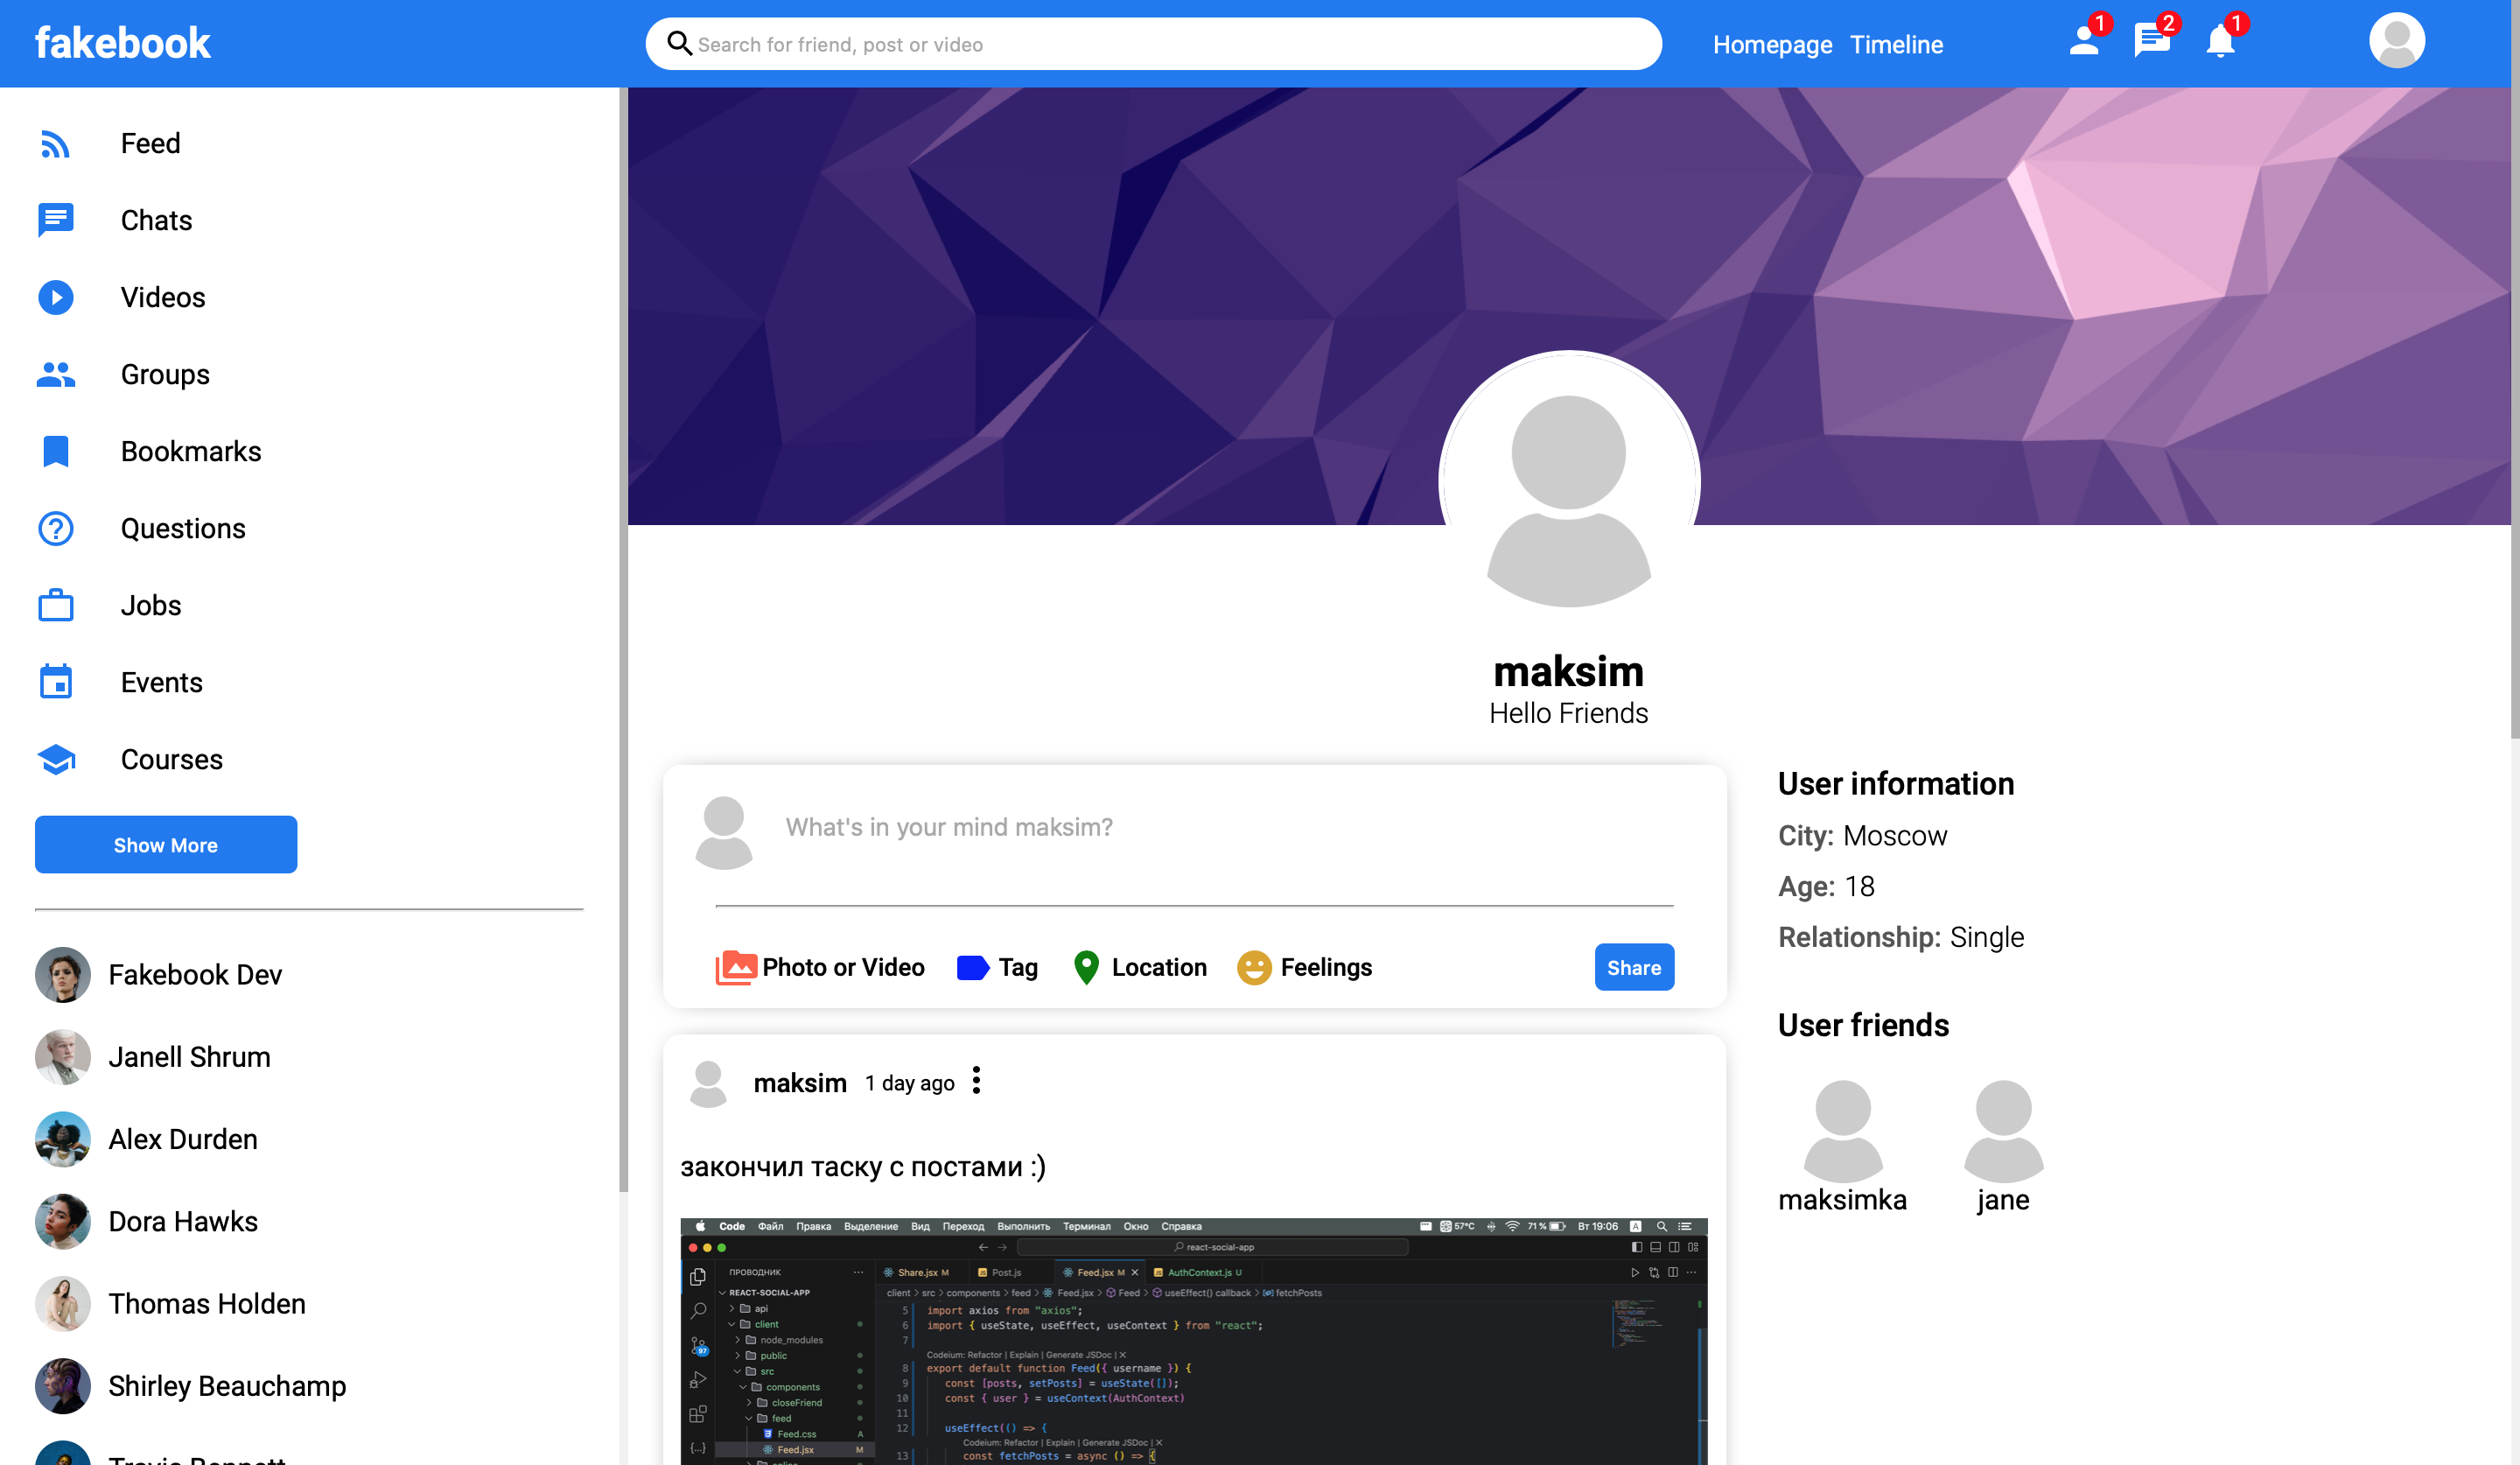 fakebook
Search for friend, post or video
Homepage Timeline
1
2
1
Feed
Chats
Videos
Groups
Bookmarks
Questions
Jobs
Events
Courses
Show More
Fakebook Dev
Janell Shrum
Alex Durden
Dora Hawks
Thomas Holden
Shirley Beauchamp
maksim
Hello Friends
What's in your mind maksim?
Photo or Video Tag Location Feelings Share
User information
City: Moscow
Age: 18
Relationship: Single
User friends
maksimka jane
maksim 1 day ago
закончил таску с постами :)
Code Файл Правка Выделение Вид Переход Выполнить Терминал Окно Справка 57°C 71 % Вт 19:06
react-social-app
ПРОВОДНИК
REACT-SOCIAL-APP
api
client
node_modules
public
src
components
closeFriend
feed
Feed.css A
Feed.jsx M
97
Share.jsx M Post.js Feed.jsx M AuthContext.js U
client > src > components > feed > Feed.jsx > Feed > useEffect() callback > fetchPosts
5 import axios from "axios";
6 import { useState, useEffect, useContext } from "react";
7
Codeium: Refactor | Explain | Generate JSDoc | X
8 export default function Feed({ username }) {
9 const [posts, setPosts] = useState([]);
10 const { user } = useContext(AuthContext)
11
12 useEffect(() => {
Codeium: Refactor | Explain | Generate JSDoc | X
13 const fetchPosts = async () => {